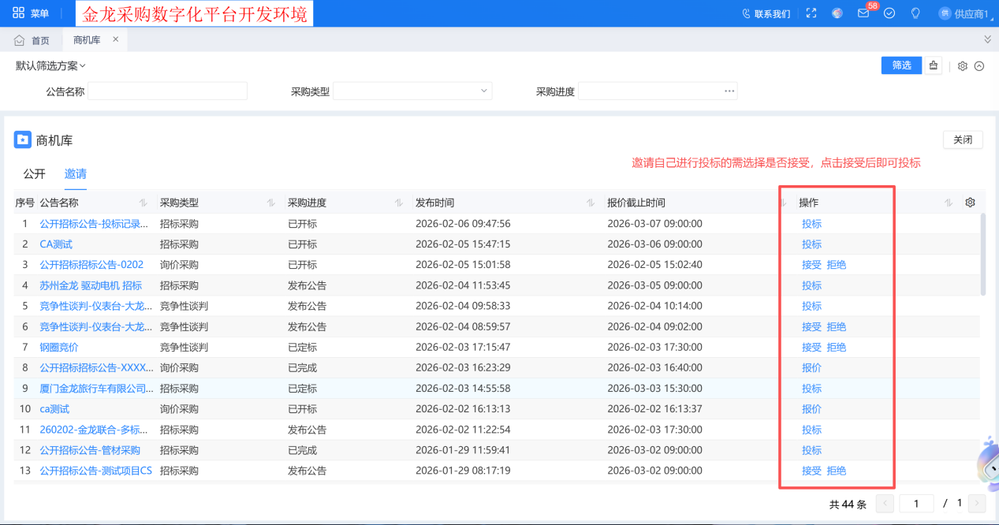 菜单 金龙采购数字化平台开发环境 联系我们 58 供 供应商1
首页 商机库 ×
默认筛选方案 筛选
公告名称 采购类型 采购进度 ···
商机库 关闭
邀请自己进行投标的需选择是否接受，点击接受后即可投标
公开 邀请
序号 公告名称 采购类型 采购进度 发布时间 报价截止时间 操作
1 公开招标公告-投标记录... 招标采购 已开标 2026-02-06 09:47:56 2026-03-07 09:00:00 投标
2 CA测试 招标采购 已开标 2026-02-05 15:47:15 2026-03-06 09:00:00 投标
3 公开招标招标公告-0202 询价采购 已开标 2026-02-05 15:01:58 2026-02-05 15:02:40 接受 拒绝
4 苏州金龙 驱动电机 招标 招标采购 发布公告 2026-02-04 11:53:45 2026-03-05 09:00:00 投标
5 竞争性谈判-仪表台-大龙... 竞争性谈判 发布公告 2026-02-04 09:58:33 2026-02-04 10:14:00 投标
6 竞争性谈判-仪表台-大龙... 竞争性谈判 发布公告 2026-02-04 08:59:57 2026-02-04 09:02:00 接受 拒绝
7 钢圈竞价 竞争性谈判 已定标 2026-02-03 17:15:47 2026-02-03 17:30:00 接受 拒绝
8 公开招标招标公告-XXXX... 询价采购 已完成 2026-02-03 16:23:29 2026-02-03 16:40:00 报价
9 厦门金龙旅行车有限公司... 招标采购 已定标 2026-02-03 14:55:58 2026-03-03 15:30:00 投标
10 ca测试 询价采购 已开标 2026-02-02 16:13:13 2026-02-02 16:13:37 报价
11 260202-金龙联合-多标... 招标采购 发布公告 2026-02-02 11:22:54 2026-02-03 17:30:00 投标
12 公开招标公告-管材采购 招标采购 已完成 2026-01-29 11:59:41 2026-03-02 09:00:00 投标
13 公开招标公告-测试项目CS 招标采购 发布公告 2026-01-29 08:17:19 2026-03-02 09:00:00 接受 拒绝
共 44 条 1 / 1